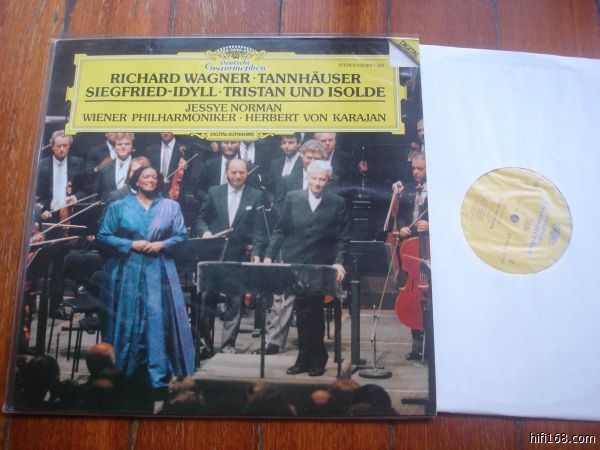 Deutsche
Grammophon
RICHARD WAGNER · TANNHÄUSER
SIEGFRIED-IDYLL · TRISTAN UND ISOLDE
JESSYE NORMAN
WIENER PHILHARMONIKER · HERBERT VON KARAJAN
DIGITALAUFNAHME
hifi168.com